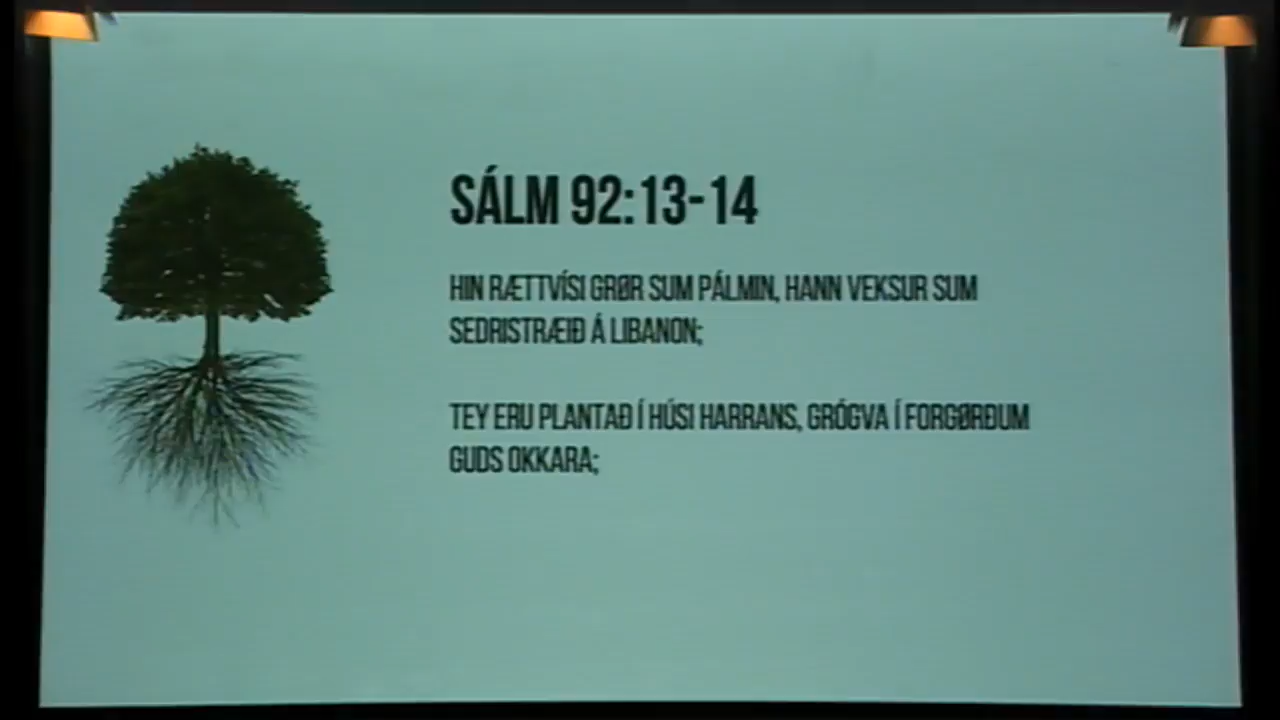 SÁLM 92:13-14
HIN RÆTTVÍSI GRØR SUM PÁLMIN, HANN VEKSUR SUM
SEDRISTRÆIÐ Á LIBANON;
TEY ERU PLANTAÐ Í HÚSI HARRANS, GRÓGVA Í FORGØRÐUM
GUDS OKKARA;